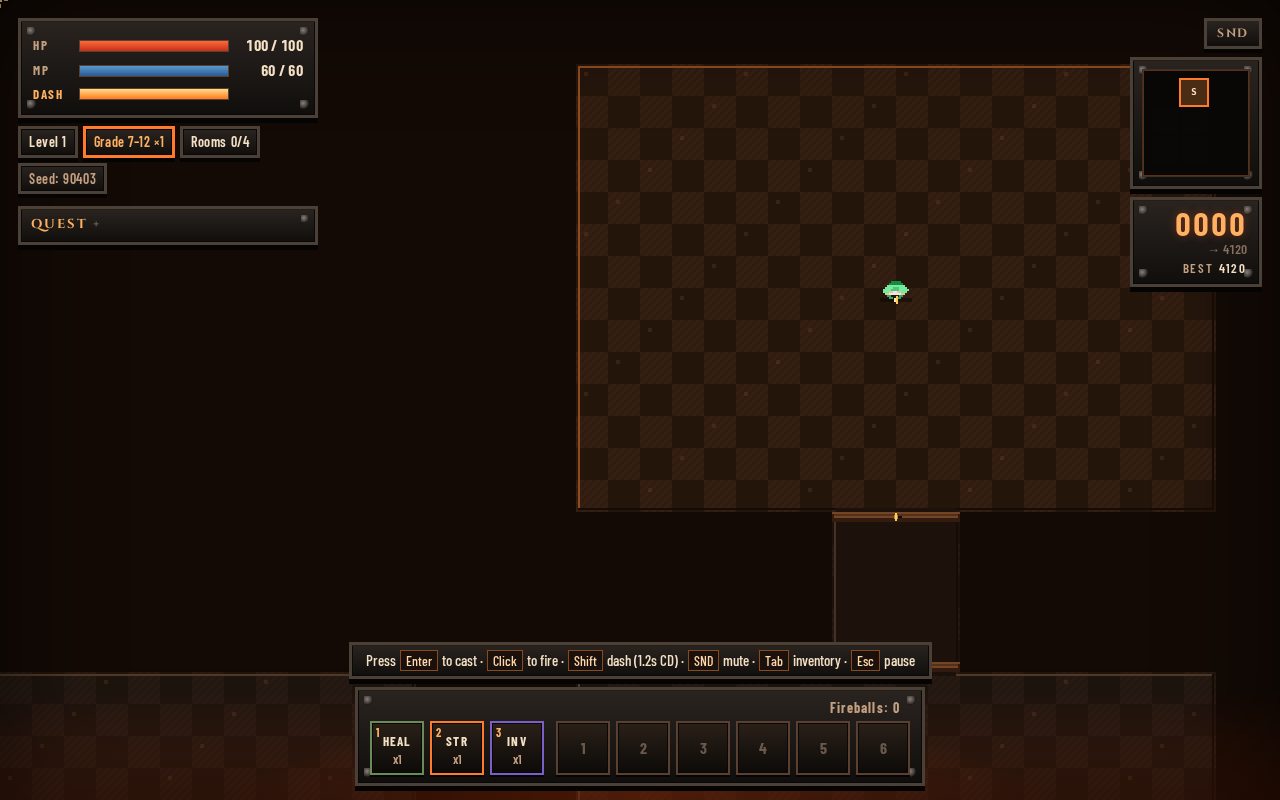 HP 100 / 100
MP 60 / 60
DASH
Level 1
Grade 7-12 ×1
Rooms 0/4
Seed: 90403
QUEST +
SND
S
0000
→ 4120
BEST 4120
Press Enter to cast · Click to fire · Shift dash (1.2s CD) · SND mute · Tab inventory · Esc pause
Fireballs: 0
1 HEAL x1
2 STR x1
3 INV x1
1 2 3 4 5 6